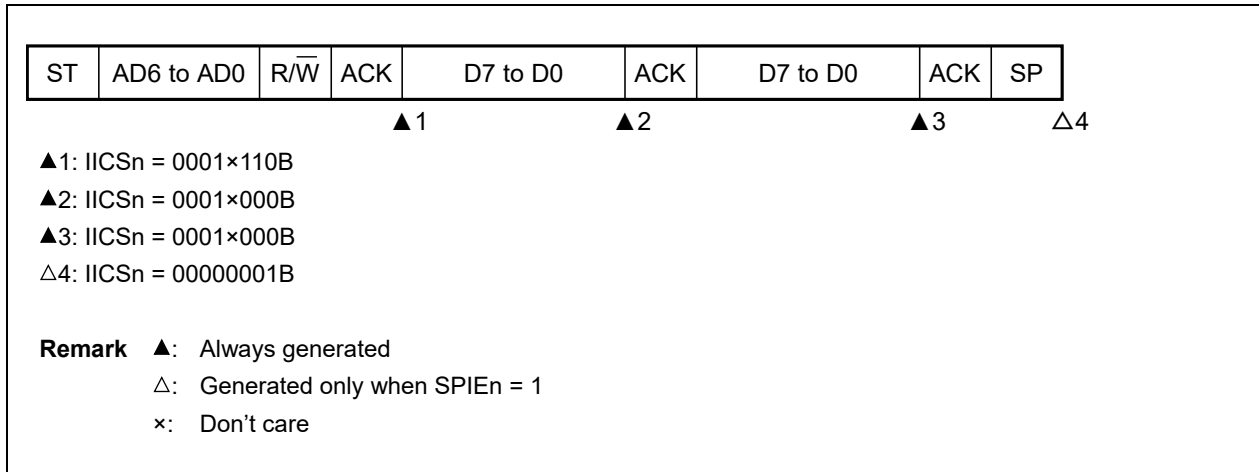 ST AD6 to AD0 R/W̅ ACK D7 to D0 ACK D7 to D0 ACK SP
▲1 ▲2 ▲3 △4
▲1: IICSn = 0001×110B
▲2: IICSn = 0001×000B
▲3: IICSn = 0001×000B
△4: IICSn = 00000001B
Remark ▲: Always generated
△: Generated only when SPIEn = 1
×: Don't care